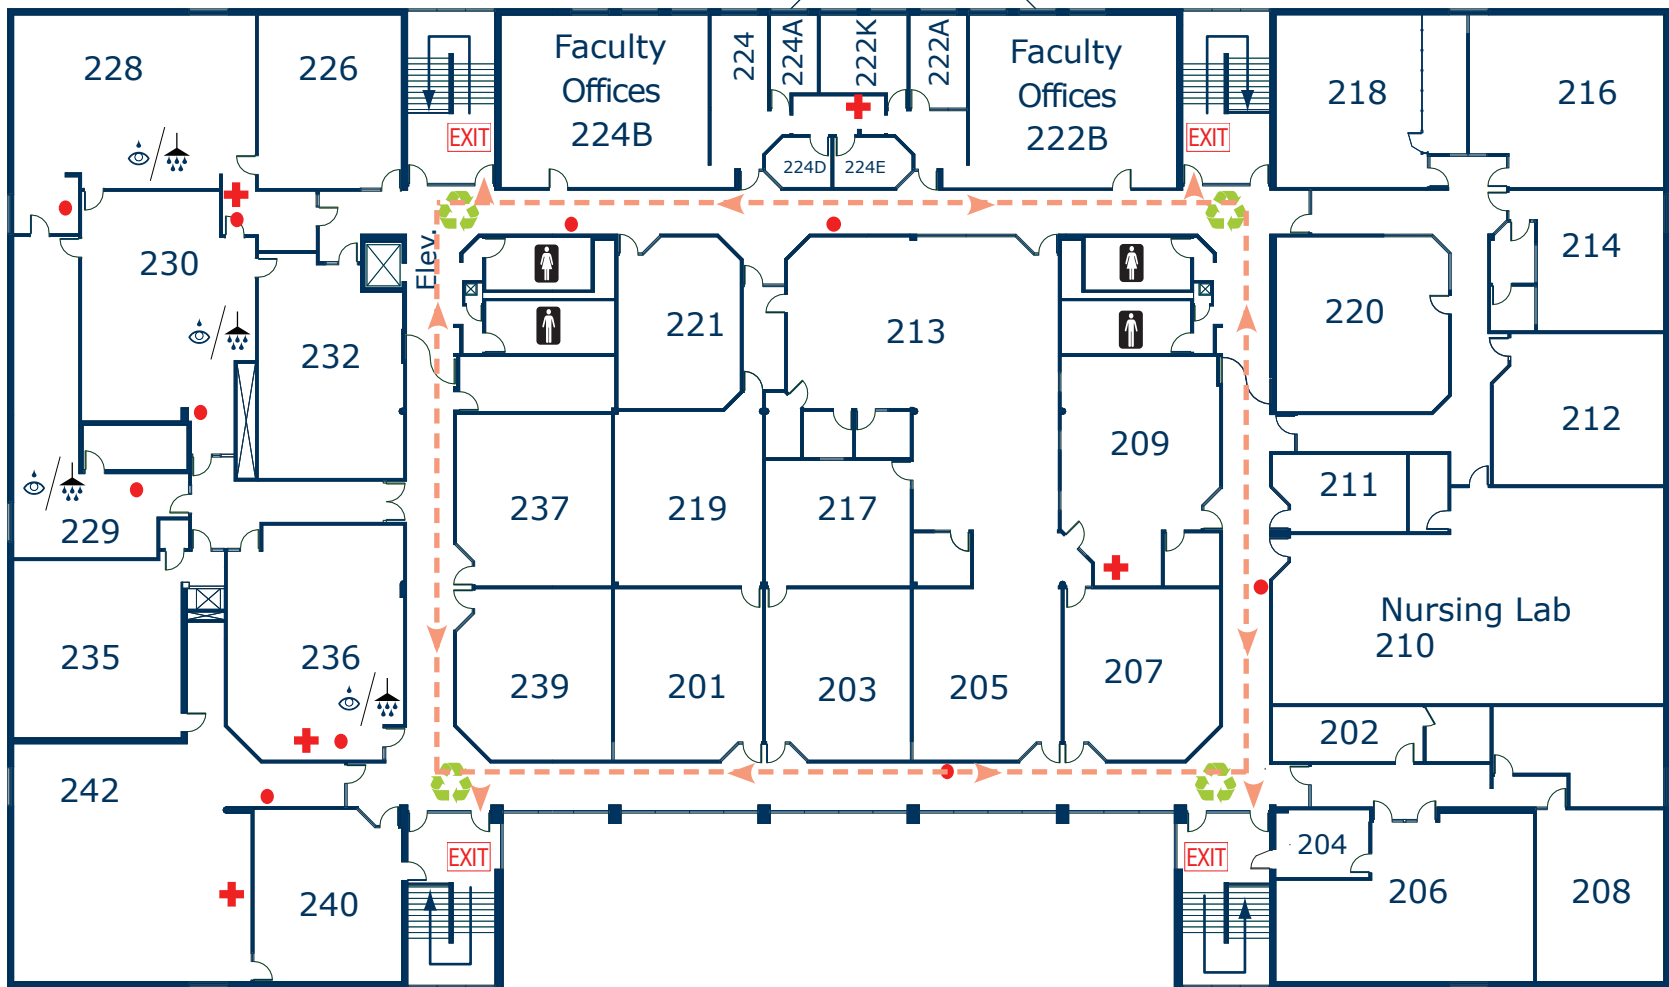 228
226
Faculty
Offices
224B
224
224A
222K
222A
Faculty
Offices
222B
218
216
EXIT
EXIT
224D
224E
230
Elev.
214
232
221
213
220
209
212
237
219
217
211
229
235
236
239
201
203
205
207
Nursing Lab
210
202
242
EXIT
EXIT
204
240
206
208